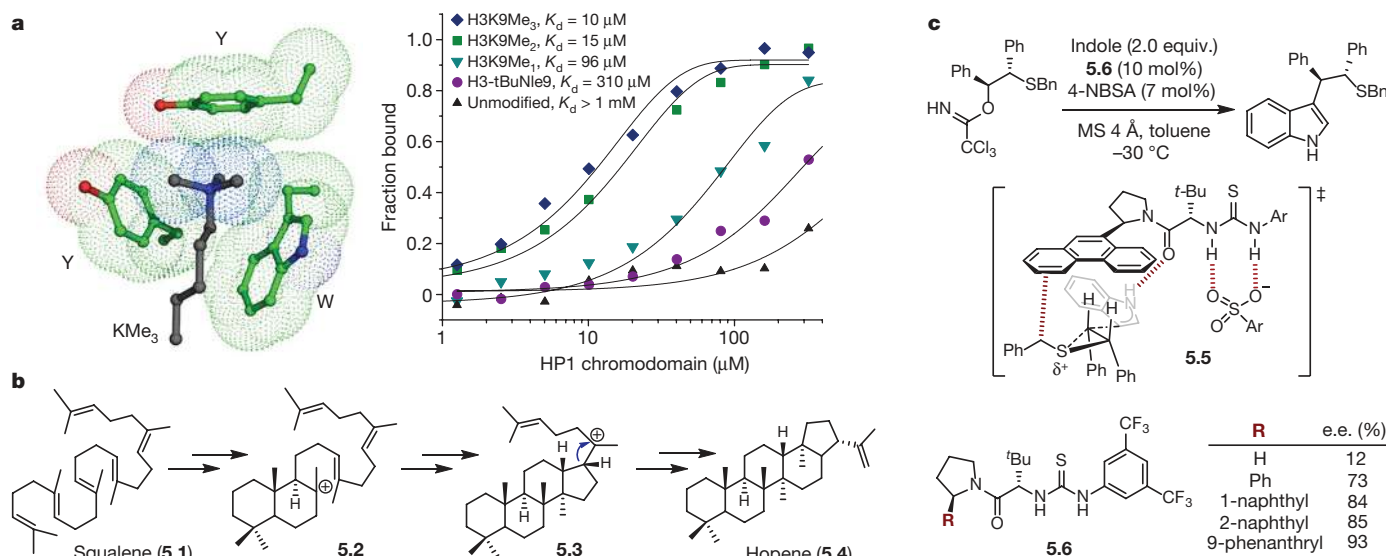 a
Y
Y
W
KMe3
H3K9Me3, Kd = 10 μM
H3K9Me2, Kd = 15 μM
H3K9Me1, Kd = 96 μM
H3-tBuNle9, Kd = 310 μM
Unmodified, Kd > 1 mM
Fraction bound
1.0
0.8
0.6
0.4
0.2
0
1
10
100
HP1 chromodomain (μM)
b
H
H
H
H
H
H
Squalene (5.1)
5.2
5.3
Hopene (5.4)
c
Ph
Ph
SBn
O
HN
CCl3
Indole (2.0 equiv.)
5.6 (10 mol%)
4-NBSA (7 mol%)
MS 4 Å, toluene
–30 °C
Ph
Ph
SBn
N
H
‡
t-Bu
S
N
O
N
H
N
H
Ar
H
N
H
H
O
O
S
O
–
Ar
Ph
S
δ+
Ph
Ph
5.5
R
N
O
tBu
N
H
S
N
H
CF3
CF3
5.6
R e.e. (%)
H 12
Ph 73
1-naphthyl 84
2-naphthyl 85
9-phenanthryl 93